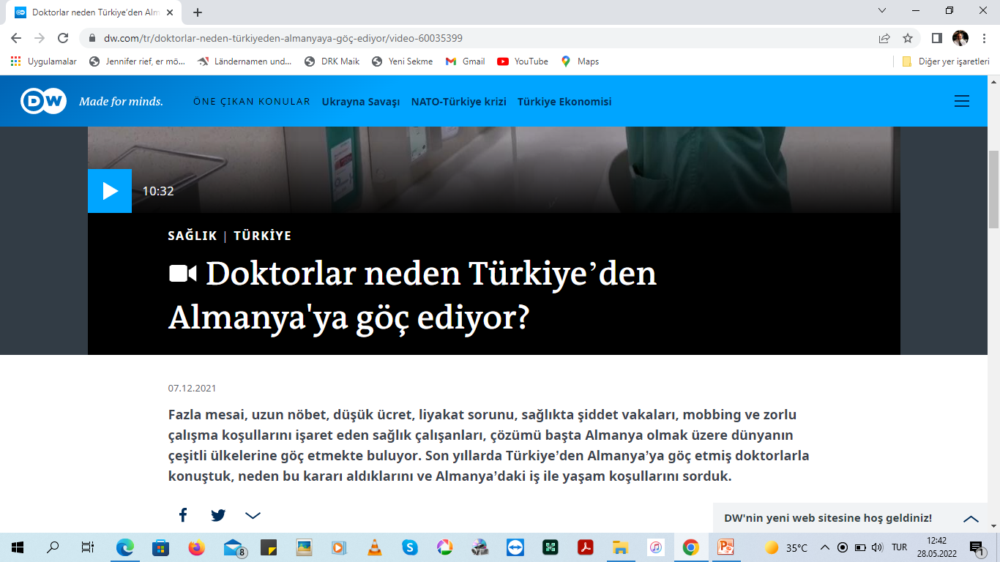 Doktorlar neden Türkiye'den Alm
dw.com/tr/doktorlar-neden-türkiyeden-almanyaya-göç-ediyor/video-60035399
Uygulamalar
Jennifer rief, er mö...
Ländernamen und...
DRK Maik
Yeni Sekme
Gmail
YouTube
Maps
Diğer yer işaretleri
DW
Made for minds.
ÖNE ÇIKAN KONULAR
Ukrayna Savaşı
NATO-Türkiye krizi
Türkiye Ekonomisi
10:32
SAĞLIK | TÜRKİYE
Doktorlar neden Türkiye’den
Almanya'ya göç ediyor?
07.12.2021
Fazla mesai, uzun nöbet, düşük ücret, liyakat sorunu, sağlıkta şiddet vakaları, mobbing ve zorlu
çalışma koşullarını işaret eden sağlık çalışanları, çözümü başta Almanya olmak üzere dünyanın
çeşitli ülkelerine göç etmekte buluyor. Son yıllarda Türkiye’den Almanya’ya göç etmiş doktorlarla
konuştuk, neden bu kararı aldıklarını ve Almanya’daki iş ile yaşam koşullarını sorduk.
DW'nin yeni web sitesine hoş geldiniz!
8
35°C
TUR
12:42
28.05.2022
1